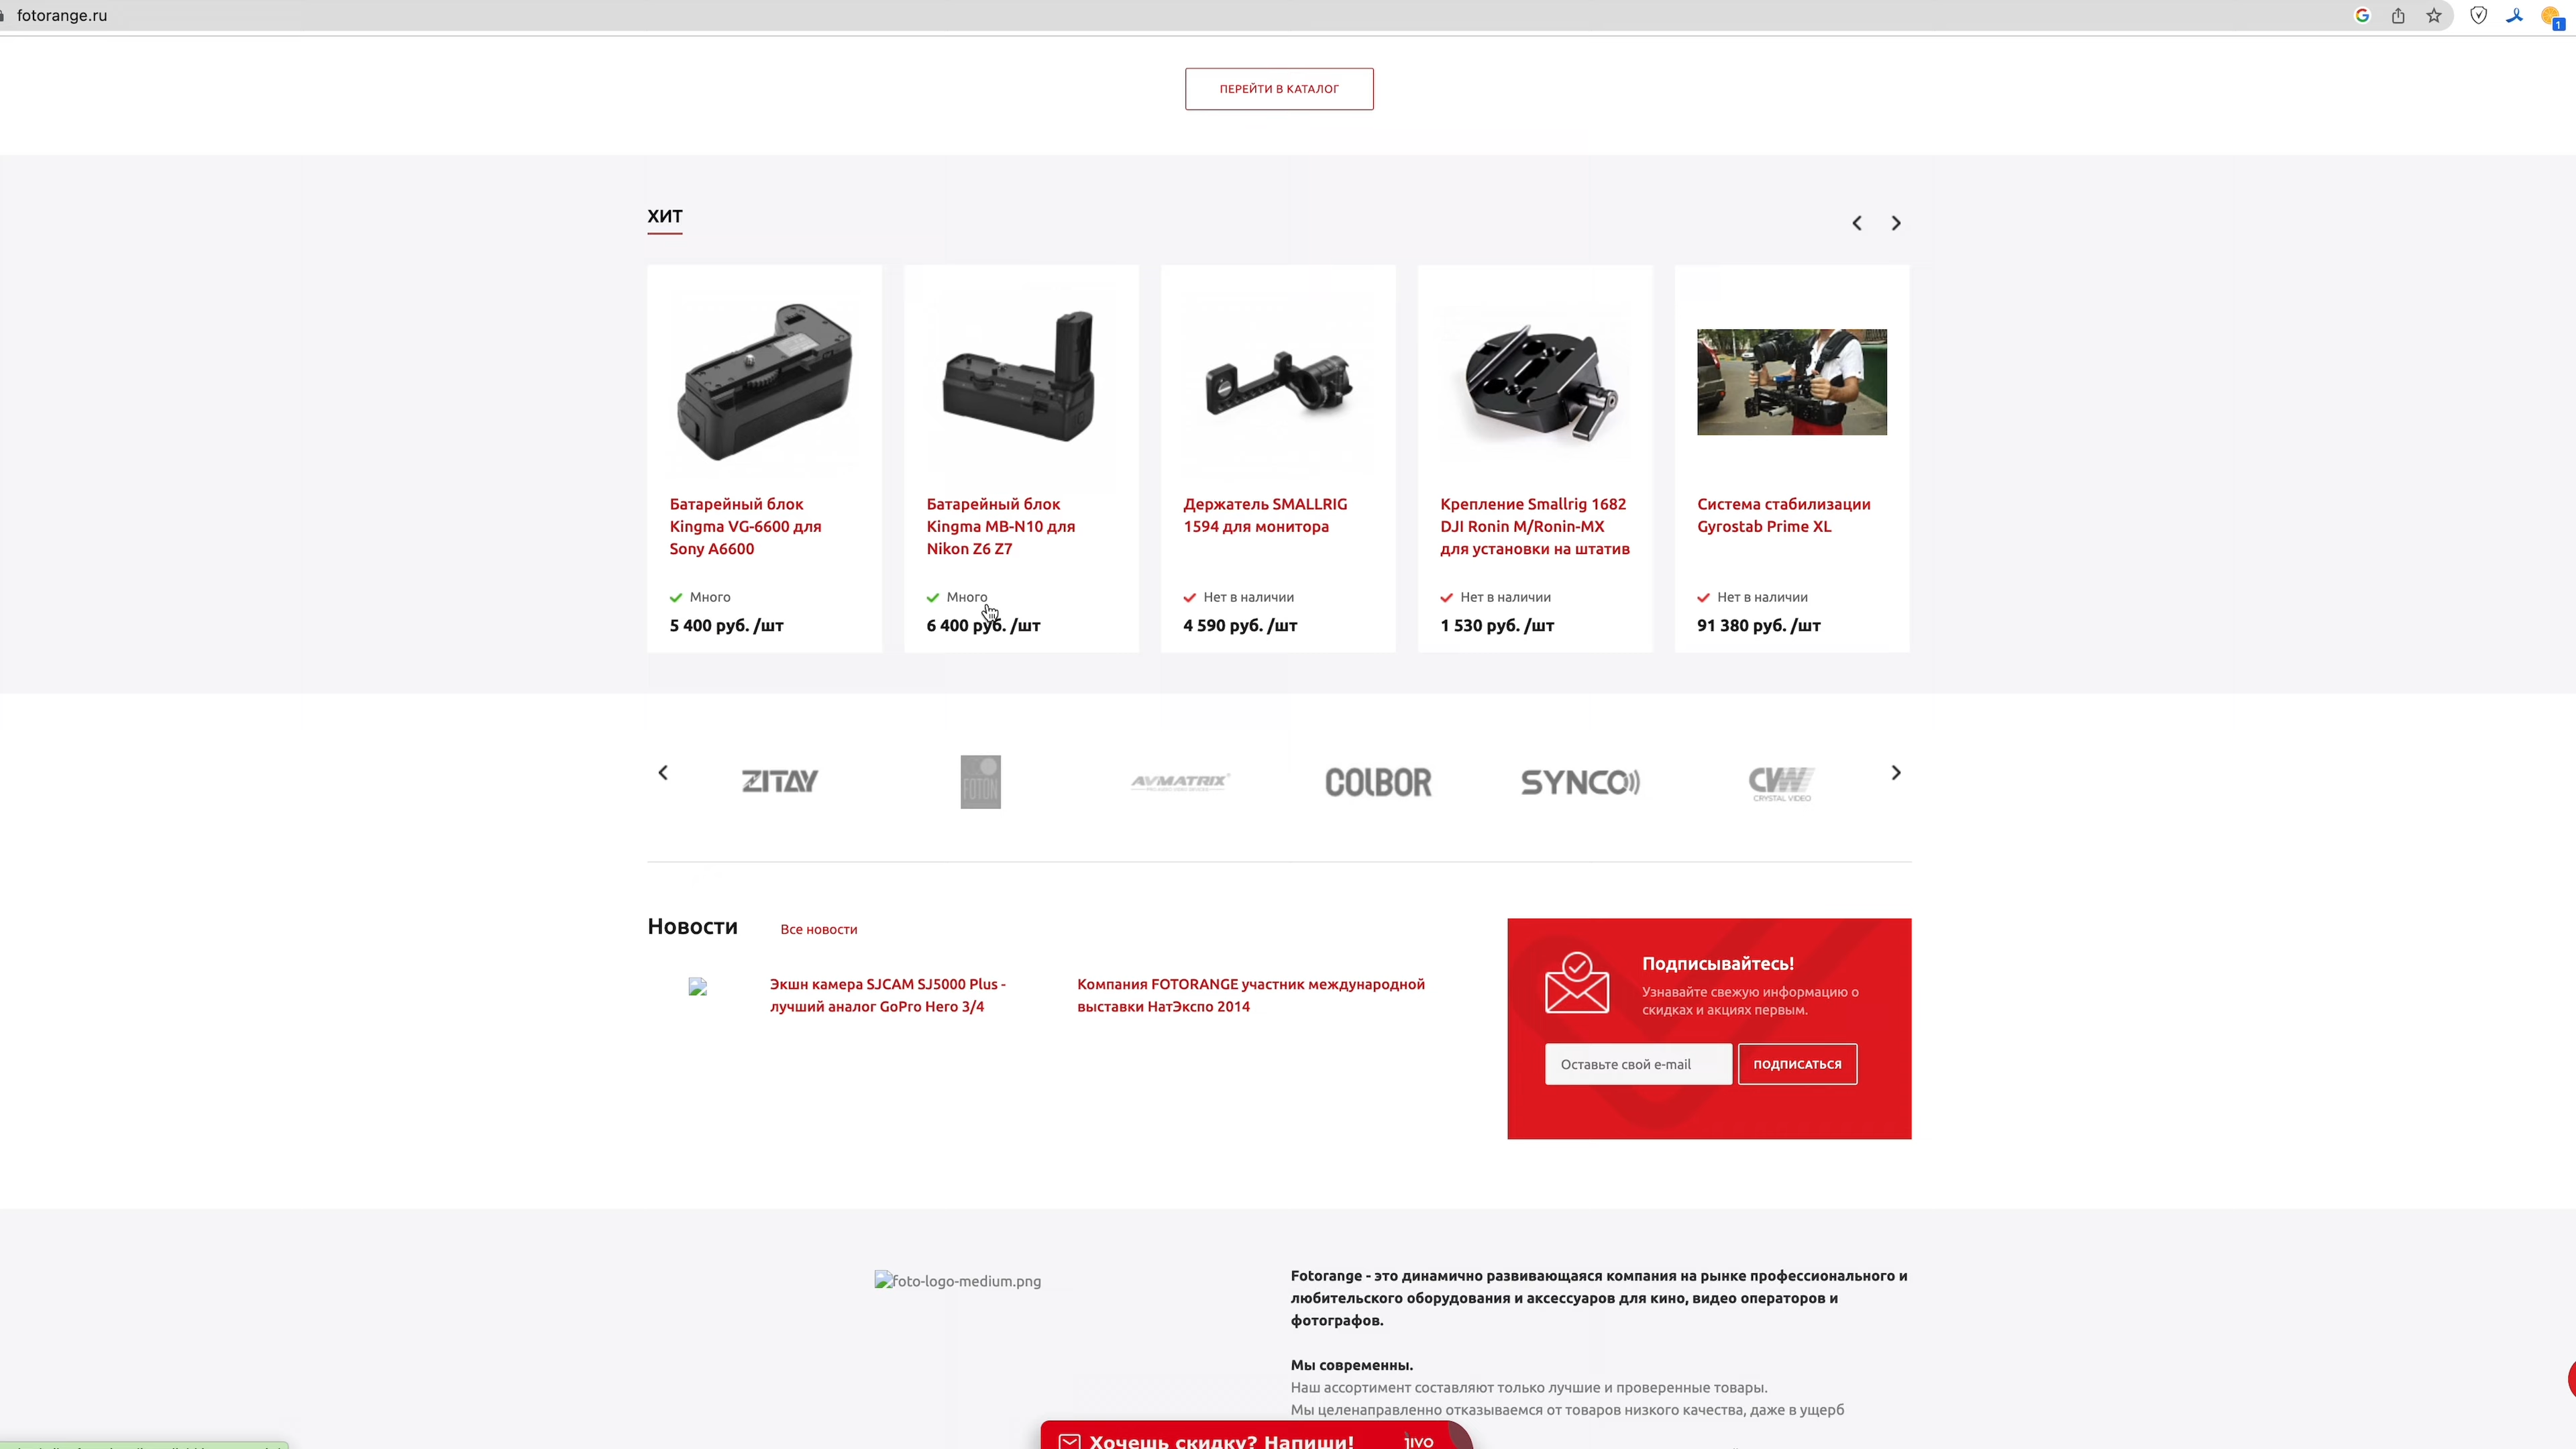 fotorange.ru
1
ПЕРЕЙТИ В КАТАЛОГ
ХИТ
Батарейный блок
Kingma VG-6600 для
Sony A6600
Много
5 400 руб. /шт
Батарейный блок
Kingma MB-N10 для
Nikon Z6 Z7
Много
6 400 руб. /шт
Держатель SMALLRIG
1594 для монитора
Нет в наличии
4 590 руб. /шт
Крепление Smallrig 1682
DJI Ronin M/Ronin-MX
для установки на штатив
Нет в наличии
1 530 руб. /шт
Система стабилизации
Gyrostab Prime XL
Нет в наличии
91 380 руб. /шт
ZITAY
FOTON
AVMATRIX
COLBOR
SYNCO
CVW
CRYSTAL VIDEO
Новости
Все новости
Экшн камера SJCAM SJ5000 Plus -
лучший аналог GoPro Hero 3/4
Компания FOTORANGE участник международной
выставки НатЭкспо 2014
Подписывайтесь!
Узнавайте свежую информацию о
скидках и акциях первым.
Оставьте свой e-mail
ПОДПИСАТЬСЯ
foto-logo-medium.png
Fotorange - это динамично развивающаяся компания на рынке профессионального и
любительского оборудования и аксессуаров для кино, видео операторов и
фотографов.
Мы современны.
Наш ассортимент составляют только лучшие и проверенные товары.
Мы целенаправленно отказываемся от товаров низкого качества, даже в ущерб
Хочешь скидку? Напиши!
jivo